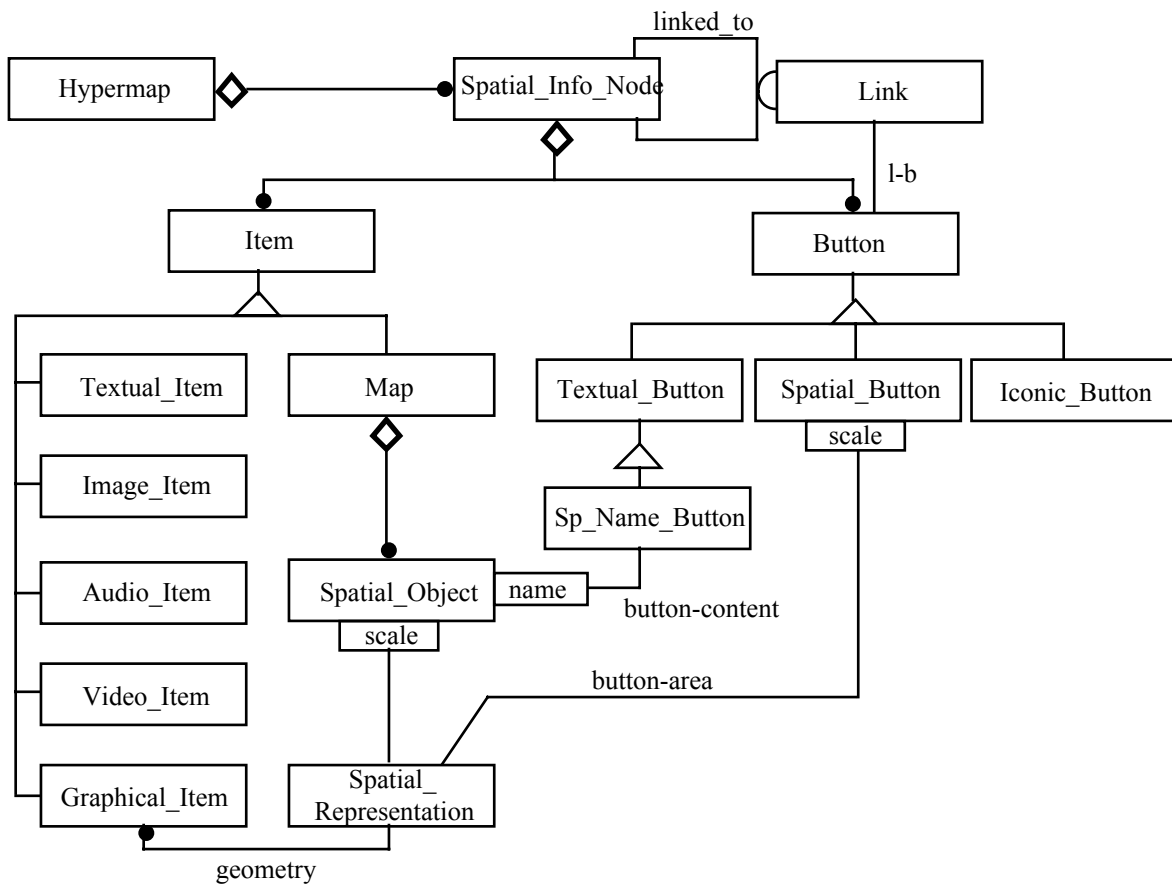 linked_to
Hypermap
Spatial_Info_Node
Link
l-b
Item
Button
Textual_Item
Map
Textual_Button
Spatial_Button
Iconic_Button
scale
Image_Item
Sp_Name_Button
Audio_Item
Spatial_Object
name
button-content
scale
Video_Item
button-area
Graphical_Item
Spatial_
Representation
geometry